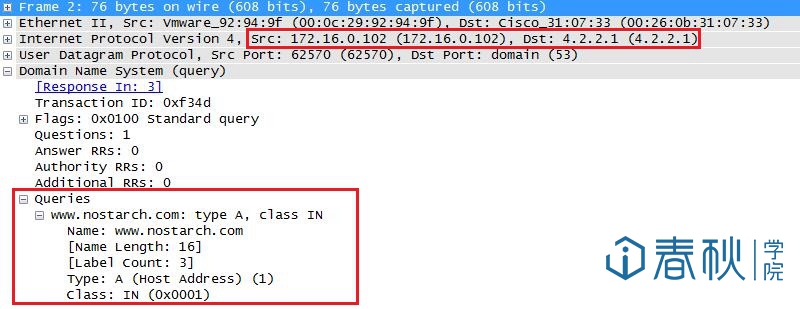 Frame 2: 76 bytes on wire (608 bits), 76 bytes captured (608 bits)
Ethernet II, Src: Vmware_92:94:9f (00:0c:29:92:94:9f), Dst: Cisco_31:07:33 (00:26:0b:31:07:33)
Internet Protocol Version 4, Src: 172.16.0.102 (172.16.0.102), Dst: 4.2.2.1 (4.2.2.1)
User Datagram Protocol, Src Port: 62570 (62570), Dst Port: domain (53)
Domain Name System (query)
[Response In: 3]
Transaction ID: 0xf34d
Flags: 0x0100 Standard query
Questions: 1
Answer RRs: 0
Authority RRs: 0
Additional RRs: 0
Queries
www.nostarch.com: type A, class IN
Name: www.nostarch.com
[Name Length: 16]
[Label Count: 3]
Type: A (Host Address) (1)
Class: IN (0x0001)
春秋学院